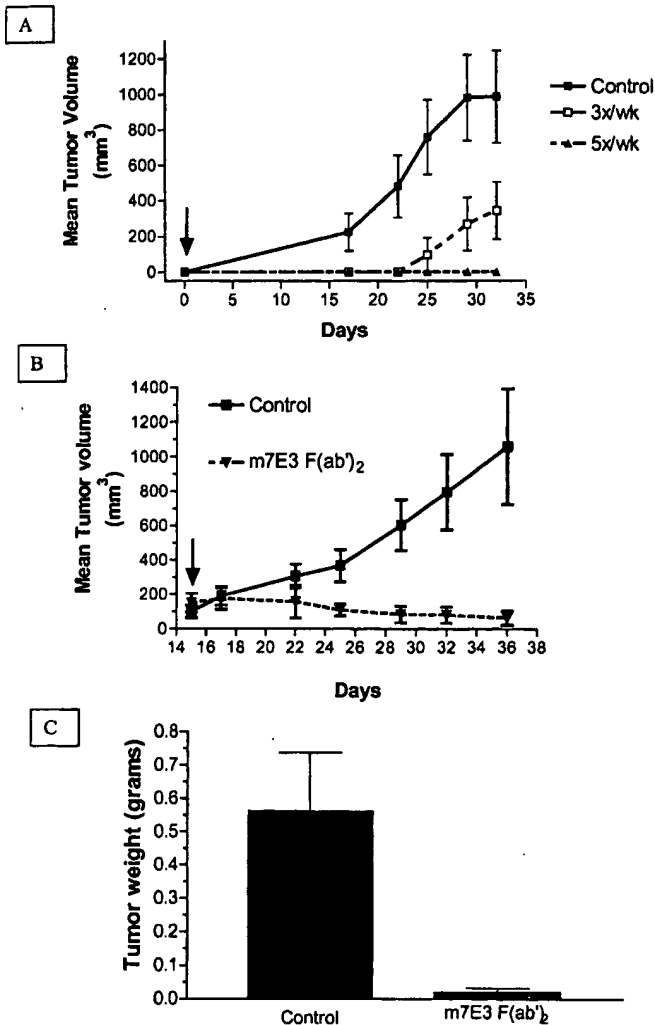 A
Mean Tumor Volume
(mm3)
1200
1000
800
600
400
200
0
0 5 10 15 20 25 30 35
Days
Control
3x/wk
5x/wk
B
Mean Tumor volume
(mm3)
1400
1200
1000
800
600
400
200
0
14 16 18 20 22 24 26 28 30 32 34 36 38
Days
Control
m7E3 F(ab')2
C
Tumor weight (grams)
0.8
0.7
0.6
0.5
0.4
0.3
0.2
0.1
0.0
Control
m7E3 F(ab')2